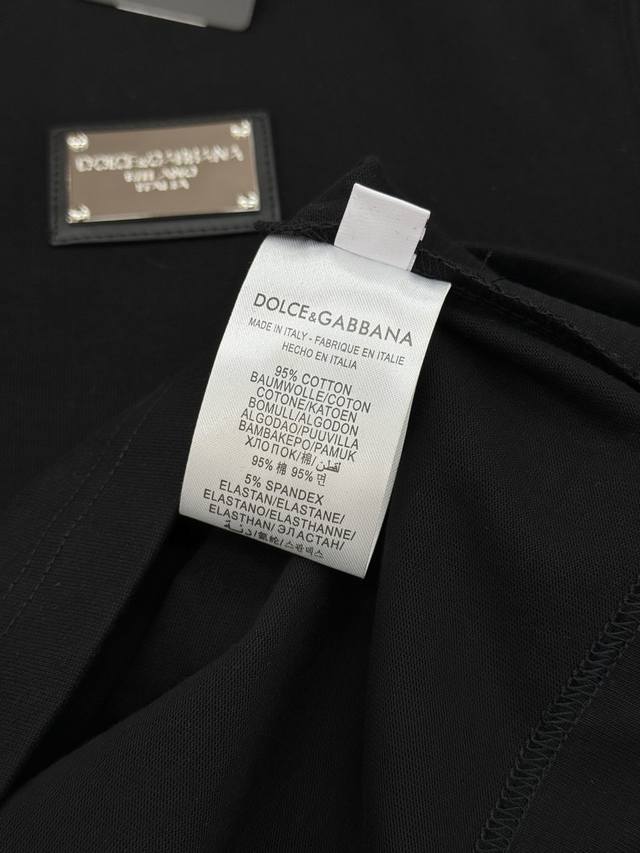 DOLCE&GABBANA
MILANO
ITALIA
DOLCE&GABBANA
MADE IN ITALY - FABRIQUE EN ITALIE
HECHO EN ITALIA
95% COTTON
BAUMWOLLE/COTON
COTONE/KATOEN
BOMULL/ALGODON
ALGODAO/PUUVILLA
BAMBAKEPO/PAMUK
ХЛОПОК/棉/قطن
95% 棉 95% 면
5% SPANDEX
ELASTAN/ELASTANE/
ELASTANO/ELASTHANNE/
ELASTHAN/ЭЛАСТАН/